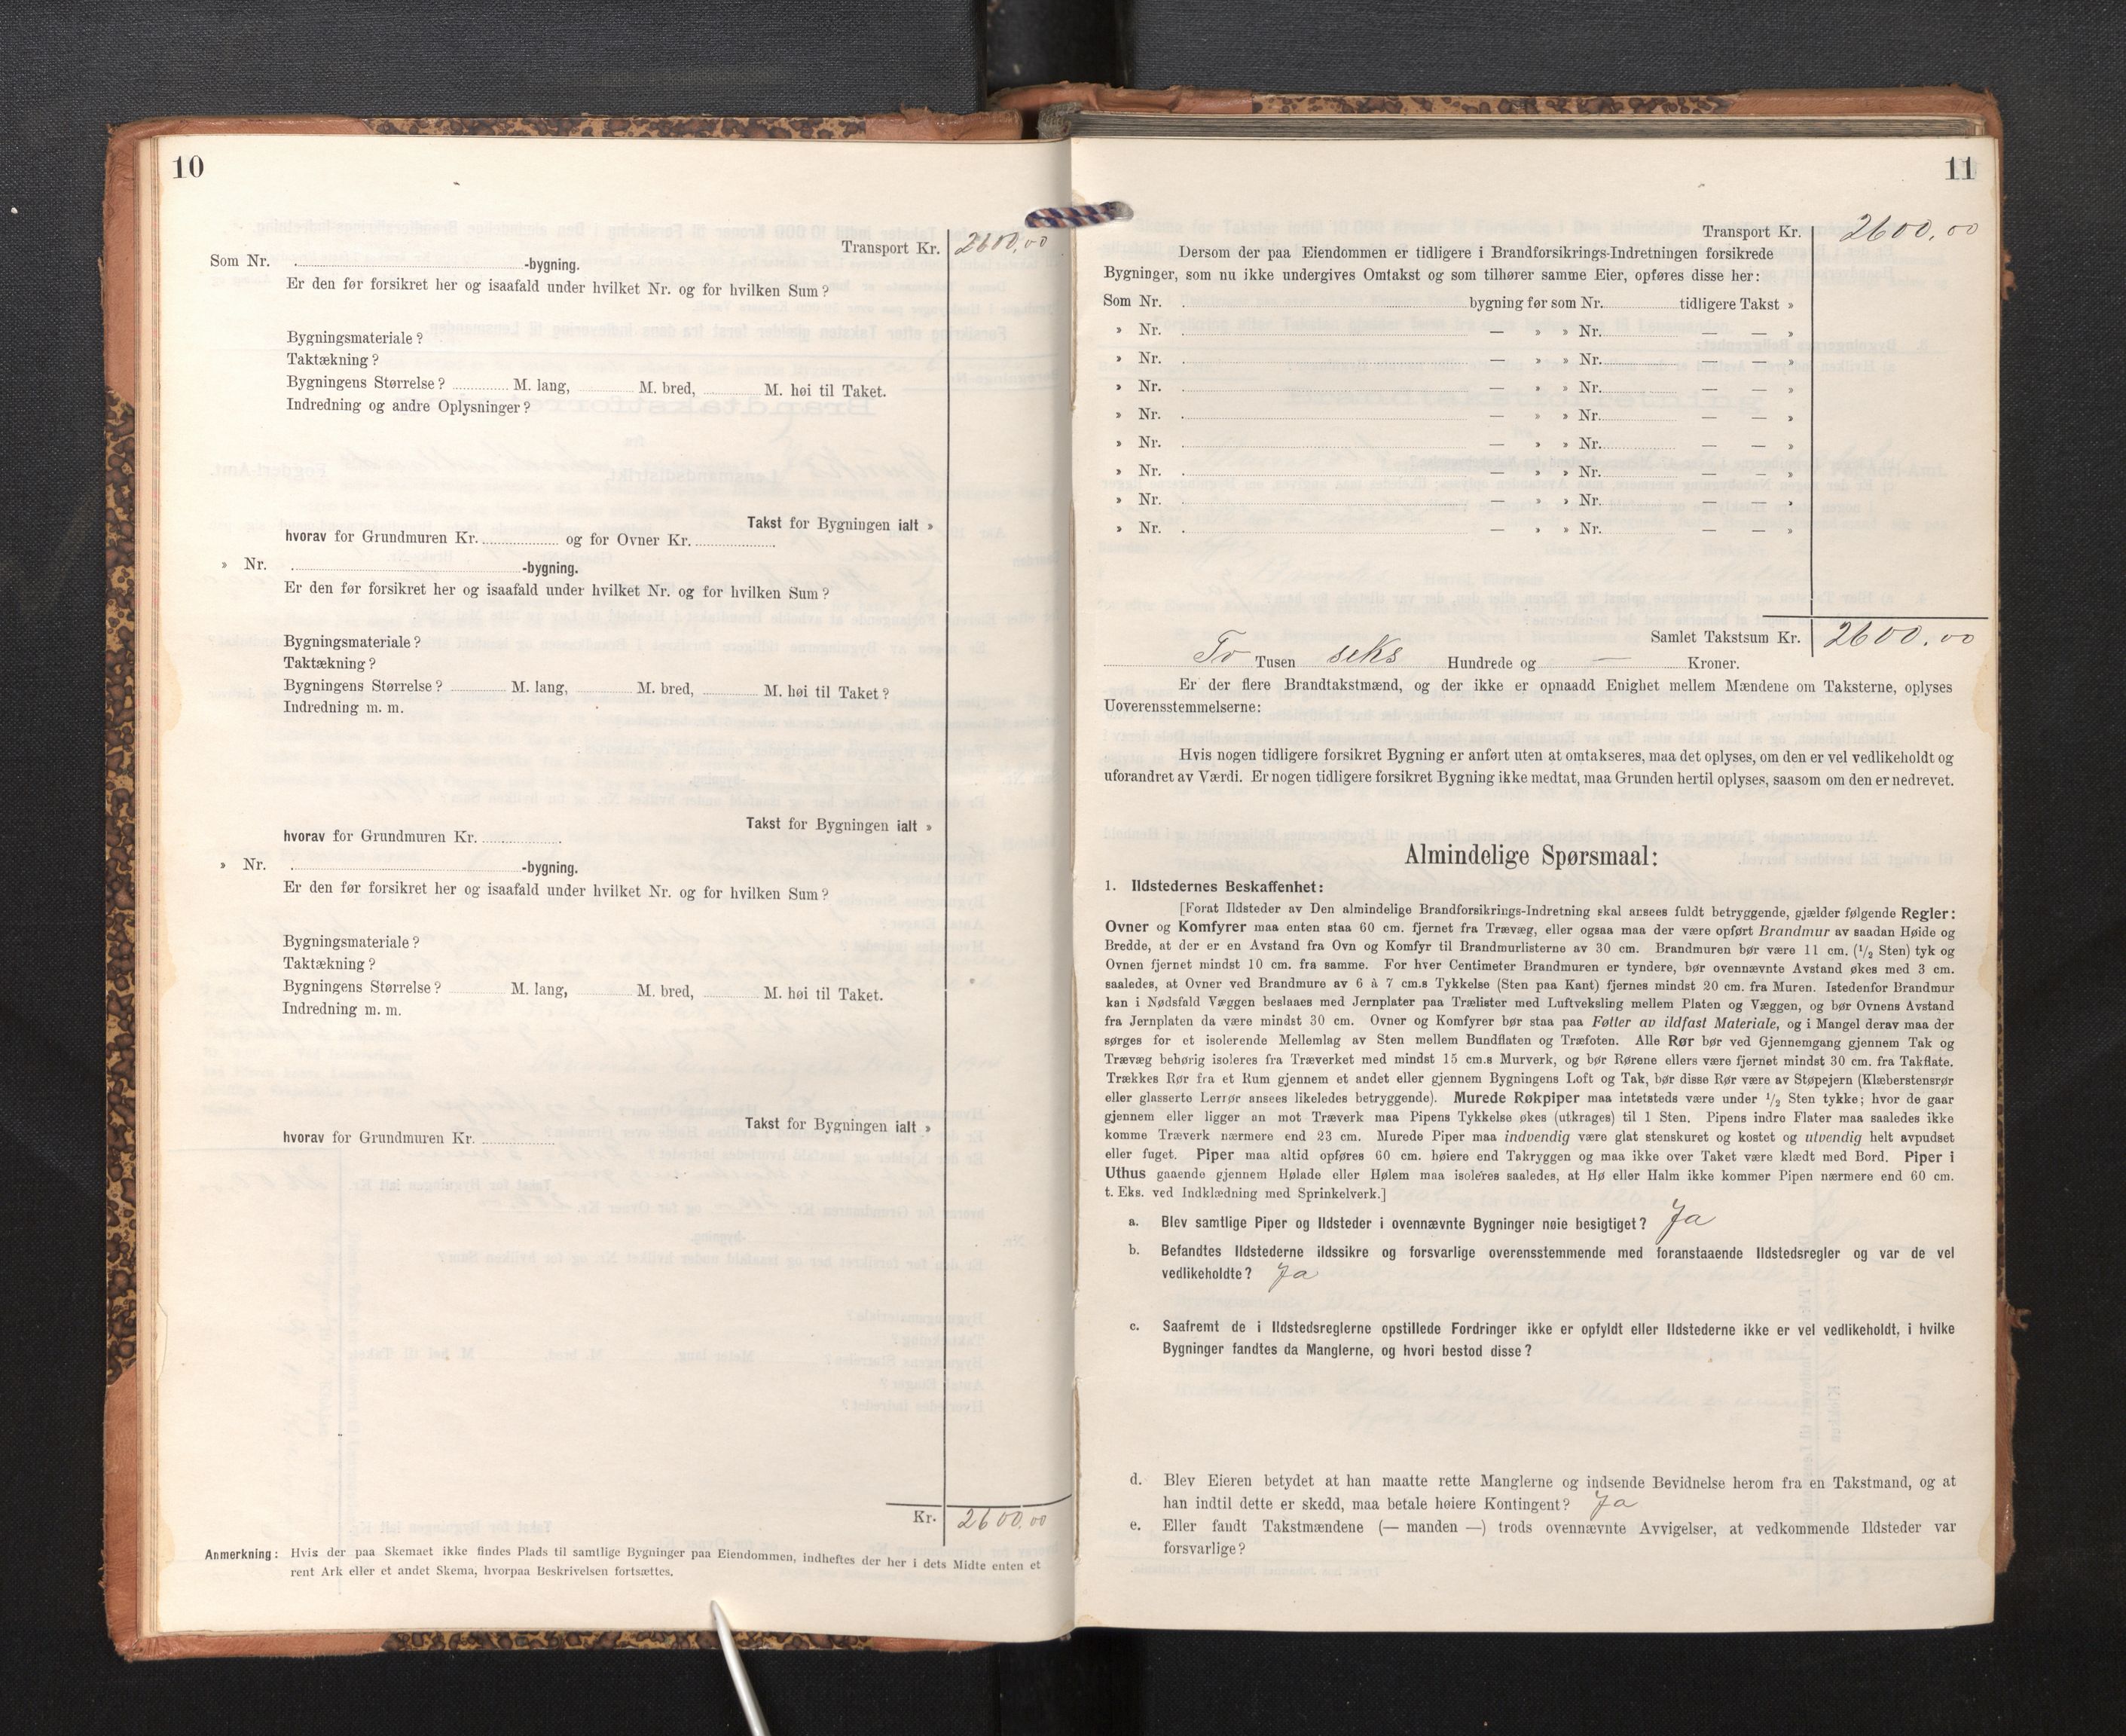 10
Transport Kr. 2600,00
Som Nr. -bygning.
Er den før forsikret her og isaafald under hvilket Nr. og for hvilken Sum?
Bygningsmateriale?
Taktækning?
Bygningens Størrelse? M. lang, M. bred, M. høi til Taket.
Indredning og andre Oplysninger?
Takst for Bygningen ialt »
hvorav for Grundmuren Kr. og for Ovner Kr.
» Nr. -bygning.
Er den før forsikret her og isaafald under hvilket Nr. og for hvilken Sum?
Bygningsmateriale?
Taktækning?
Bygningens Størrelse? M. lang, M. bred, M. høi til Taket?
Indredning m. m.
Takst for Bygningen ialt »
hvorav for Grundmuren Kr.
» Nr. -bygning.
Er den før forsikret her og isaafald under hvilket Nr. og for hvilken Sum?
Bygningsmateriale?
Taktækning?
Bygningens Størrelse? M. lang, M. bred, M. høi til Taket.
Indredning m. m.
Takst for Bygningen ialt »
hvorav for Grundmuren Kr.
Kr. 2600,00
Anmerkning: Hvis der paa Skemaet ikke findes Plads til samtlige Bygninger paa Eiendommen, indheftes der her i dets Midte enten et
rent Ark eller et andet Skema, hvorpaa Beskrivelsen fortsættes.
11
Transport Kr. 2600,00
Dersom der paa Eiendommen er tidligere i Brandforsikrings-Indretningen forsikrede
Bygninger, som nu ikke undergives Omtakst og som tilhører samme Eier, opføres disse her:
Som Nr. bygning før som Nr. tidligere Takst »
» Nr. — » » Nr. — — »
» Nr. — » » Nr. — — »
» Nr. — » » Nr. — — »
» Nr. — » » Nr. — — »
» Nr. — » » Nr. — — »
» Nr. — » » Nr. — — »
» Nr. — » » Nr. — — »
» Nr. — » » Nr. — — »
Samlet Takstsum Kr. 2600,00
To Tusen seks Hundrede og — Kroner.
Er der flere Brandtakstmænd, og der ikke er opnaadd Enighet mellem Mændene om Taksterne, oplyses
Uoverensstemmelserne:
Hvis nogen tidligere forsikret Bygning er anført uten at omtakseres, maa det oplyses, om den er vel vedlikeholdt og
uforandret av Værdi. Er nogen tidligere forsikret Bygning ikke medtat, maa Grunden hertil oplyses, saasom om den er nedrevet.
Almindelige Spørsmaal:
1. Ildstedernes Beskaffenhet:
[Forat Ildsteder av Den almindelige Brandforsikrings-Indretning skal ansees fuldt betryggende, gjælder følgende Regler:
Ovner og Komfyrer maa enten staa 60 cm. fjernet fra Trævæg, eller ogsaa maa der være opført Brandmur av saadan Høide og
Bredde, at der er en Avstand fra Ovn og Komfyr til Brandmurlisterne av 30 cm. Brandmuren bør være 11 cm. (1/2 Sten) tyk og
Ovnen fjernet mindst 10 cm. fra samme. For hver Centimeter Brandmuren er tyndere, bør ovennævnte Avstand økes med 3 cm.
saaledes, at Ovner ved Brandmure av 6 à 7 cm.s Tykkelse (Sten paa Kant) fjernes mindst 20 cm. fra Muren. Istedenfor Brandmur
kan i Nødsfald Væggen beslaaes med Jernplater paa Trælister med Luftveksling mellem Platen og Væggen, og bør Ovnens Avstand
fra Jernplaten da være mindst 30 cm. Ovner og Komfyrer bør staa paa Føtter av ildfast Materiale, og i Mangel derav maa der
sørges for et isolerende Mellemlag av Sten mellem Bundflaten og Træfoten. Alle Rør bør ved Gjennemgang gjennem Tak og
Trævæg behørig isoleres fra Træverket med mindst 15 cm.s Murverk, og bør Rørene ellers være fjernet mindst 30 cm. fra Takflate.
Trækkes Rør fra et Rum gjennem et andet eller gjennem Bygningens Loft og Tak, bør disse Rør være av Støpejern (Klæberstensrør
eller glasserte Lerrør ansees likeledes betryggende). Murede Røkpiper maa intetsteds være under 1/2 Sten tykke; hvor de gaar
gjennem eller ligger an mot Træverk maa Pipens Tykkelse økes (utkrages) til 1 Sten. Pipens indre Flater maa saaledes ikke
komme Træverk nærmere end 23 cm. Murede Piper maa indvendig være glat stenskuret og kostet og utvendig helt avpudset
eller fuget. Piper maa altid opføres 60 cm. høiere end Takryggen og maa ikke over Taket være klædt med Bord. Piper i
Uthus gaaende gjennem Hølade eller Hølem maa isoleres saaledes, at Hø eller Halm ikke kommer Pipen nærmere end 60 cm.
t. Eks. ved Indklædning med Sprinkelverk.]
a. Blev samtlige Piper og Ildsteder i ovennævnte Bygninger nøie besigtiget? Ja
b. Befandtes Ildstederne ildssikre og forsvarlige overensstemmende med foranstaaende Ildstedsregler og var de vel
vedlikeholdte? Ja
c. Saafremt de i Ildstedsreglerne opstillede Fordringer ikke er opfyldt eller Ildstederne ikke er vel vedlikeholdt, i hvilke
Bygninger fandtes da Manglerne, og hvori bestod disse?
d. Blev Eieren betydet at han maatte rette Manglerne og indsende Bevidnelse herom fra en Takstmand, og at
han indtil dette er skedd, maa betale høiere Kontingent? Ja
e. Eller fandt Takstmændene (— manden —) trods ovennævnte Avvigelser, at vedkommende Ildsteder var
forsvarlige?